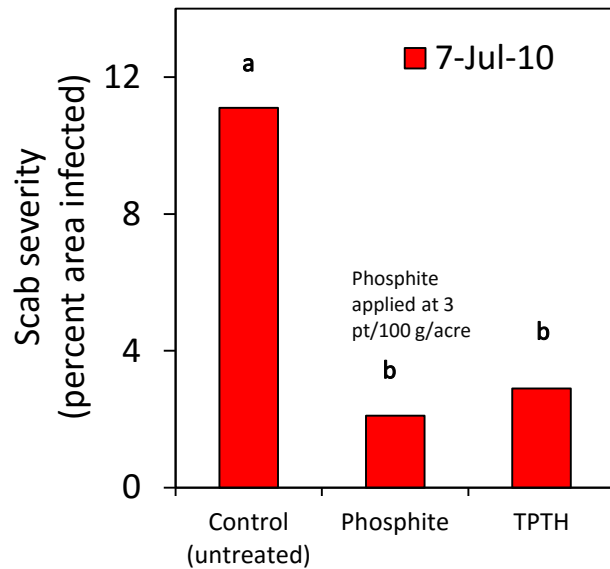 Scab severity
(percent area infected)
12
8
4
0
7-Jul-10
a
Phosphite
applied at 3
pt/100 g/acre
b
b
Control
(untreated)
Phosphite
TPTH